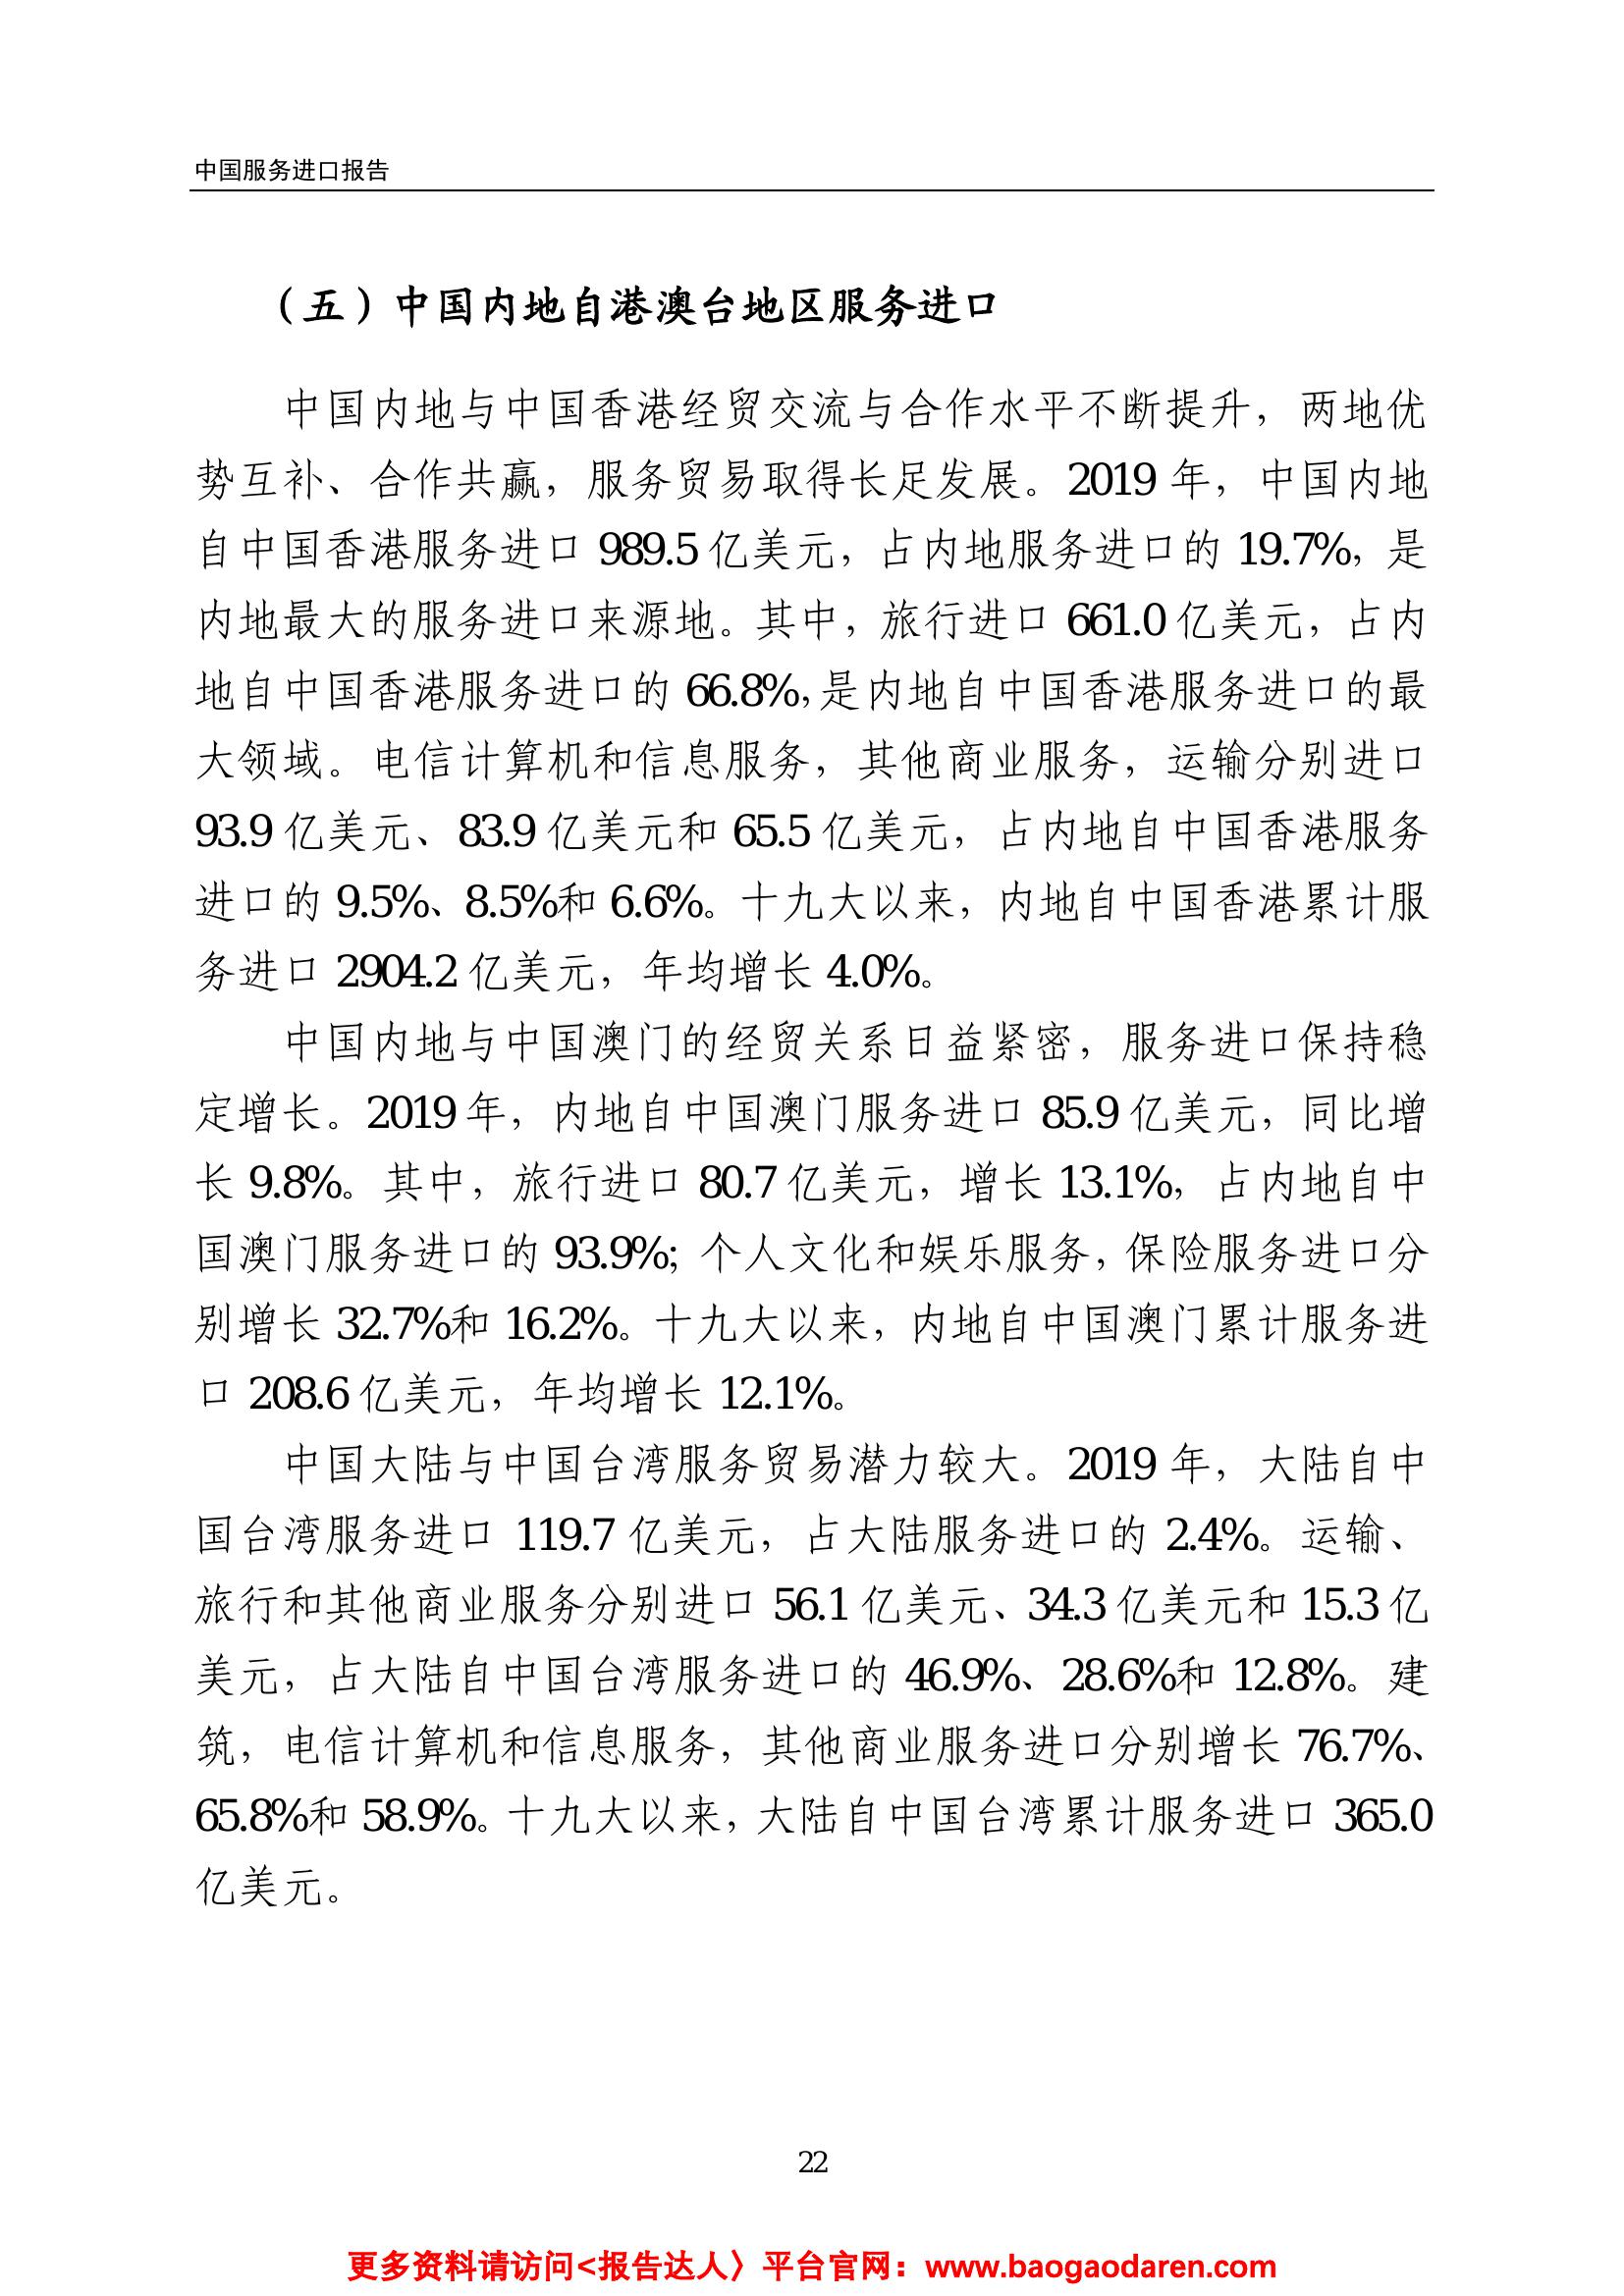 中国服务进口报告
（五）中国内地自港澳台地区服务进口
中国内地与中国香港经贸交流与合作水平不断提升，两地优
势互补、合作共赢，服务贸易取得长足发展。2019 年，中国内地
自中国香港服务进口 989.5 亿美元，占内地服务进口的 19.7%，是
内地最大的服务进口来源地。其中，旅行进口 661.0 亿美元，占内
地自中国香港服务进口的 66.8%，是内地自中国香港服务进口的最
大领域。电信计算机和信息服务，其他商业服务，运输分别进口
93.9 亿美元、83.9 亿美元和 65.5 亿美元，占内地自中国香港服务
进口的 9.5%、8.5%和 6.6%。十九大以来，内地自中国香港累计服
务进口 2904.2 亿美元，年均增长 4.0%。
中国内地与中国澳门的经贸关系日益紧密，服务进口保持稳
定增长。2019 年，内地自中国澳门服务进口 85.9 亿美元，同比增
长 9.8%。其中，旅行进口 80.7 亿美元，增长 13.1%，占内地自中
国澳门服务进口的 93.9%；个人文化和娱乐服务，保险服务进口分
别增长 32.7%和 16.2%。十九大以来，内地自中国澳门累计服务进
口 208.6 亿美元，年均增长 12.1%。
中国大陆与中国台湾服务贸易潜力较大。2019 年，大陆自中
国台湾服务进口 119.7 亿美元，占大陆服务进口的 2.4%。运输、
旅行和其他商业服务分别进口 56.1 亿美元、34.3 亿美元和 15.3 亿
美元，占大陆自中国台湾服务进口的 46.9%、28.6%和 12.8%。建
筑，电信计算机和信息服务，其他商业服务进口分别增长 76.7%、
65.8%和 58.9%。十九大以来，大陆自中国台湾累计服务进口 365.0
亿美元。
22
更多资料请访问<报告达人〉平台官网：www.baogaodaren.com